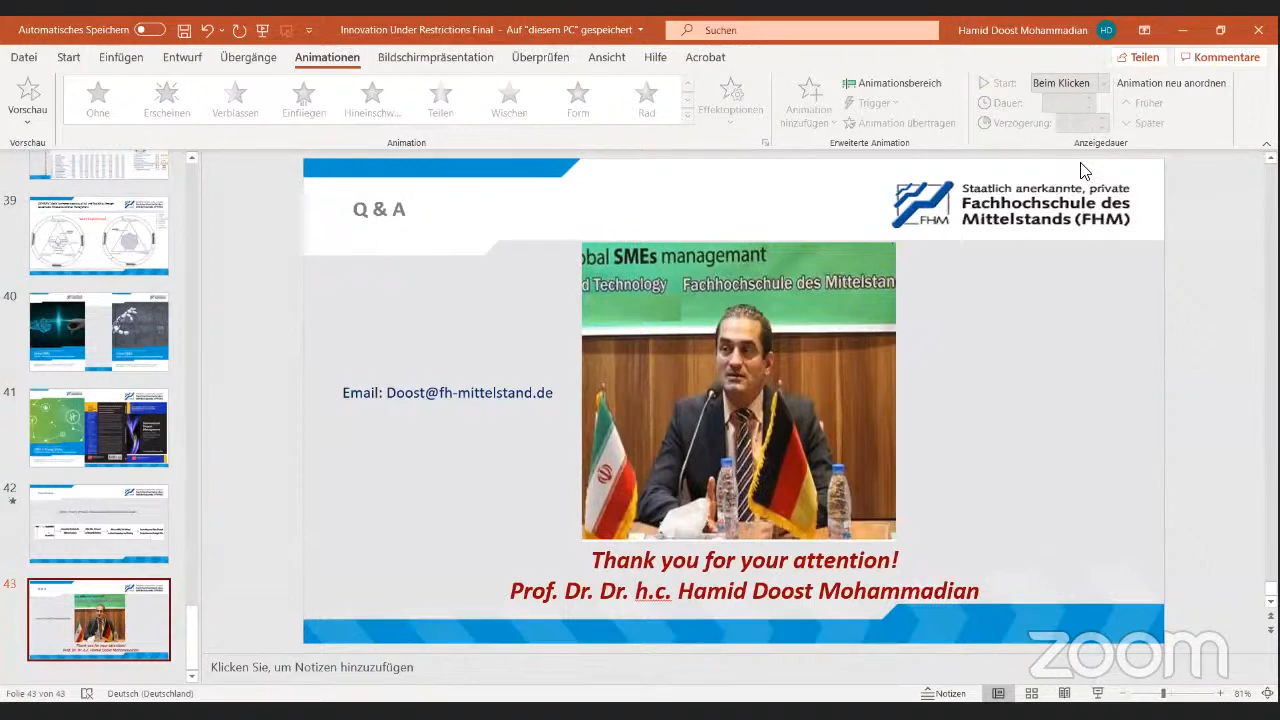 Automatisches Speichern
Innovation Under Restrictions Final - Auf "diesem PC" gespeichert
Suchen
Hamid Doost Mohammadian
HD
Datei Start Einfügen Entwurf Übergänge Animationen Bildschirmpräsentation Überprüfen Ansicht Hilfe Acrobat
Teilen
Kommentare
Vorschau
Ohne
Erscheinen
Verblassen
Einfliegen
Hineinschw...
Teilen
Wischen
Form
Rad
Effektoptionen
Animation
hinzufügen
Animationsbereich
Trigger
Animation übertragen
Start: Beim Klicken
Dauer:
Verzögerung:
Animation neu anordnen
Früher
Später
Vorschau
Animation
Erweiterte Animation
Anzeigedauer
39
40
41
42
43
Q & A
FHM
Staatlich anerkannte, private
Fachhochschule des
Mittelstands (FHM)
obal SMEs managemant
d Technology Fachhochschule des Mittelstan
Email: Doost@fh-mittelstand.de
Thank you for your attention!
Prof. Dr. Dr. h.c. Hamid Doost Mohammadian
Klicken Sie, um Notizen hinzuzufügen
zoom
Folie 43 von 43
Deutsch (Deutschland)
Notizen
81%